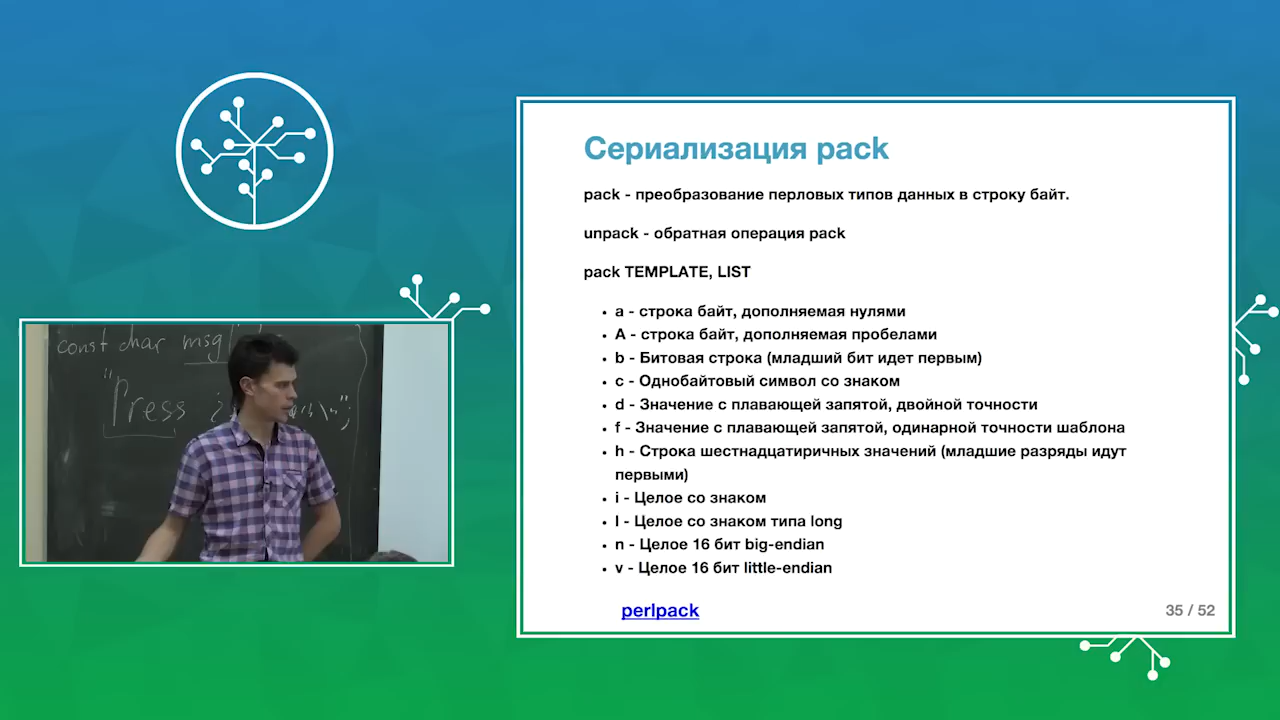 Сериализация pack
pack - преобразование перловых типов данных в строку байт.
unpack - обратная операция pack
pack TEMPLATE, LIST
• a - строка байт, дополняемая нулями
• A - строка байт, дополняемая пробелами
• b - Битовая строка (младший бит идет первым)
• c - Однобайтовый символ со знаком
• d - Значение с плавающей запятой, двойной точности
• f - Значение с плавающей запятой, одинарной точности шаблона
• h - Строка шестнадцатиричных значений (младшие разряды идут
первыми)
• i - Целое со знаком
• l - Целое со знаком типа long
• n - Целое 16 бит big-endian
• v - Целое 16 бит little-endian
perlpack
35 / 52
const char msg
"Press